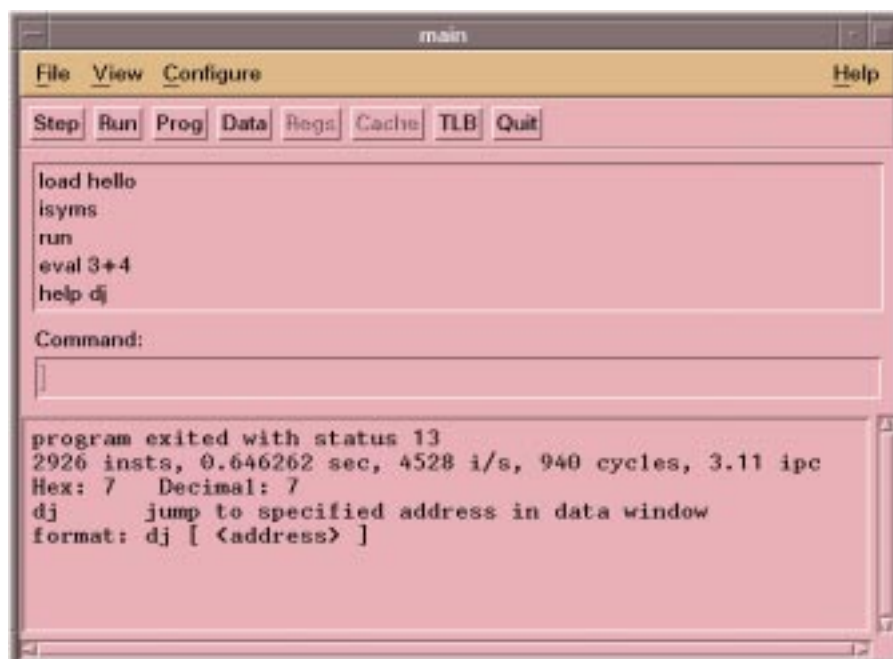 main
File View Configure Help
Step Run Prog Data Regs Cache TLB Quit
load hello
isyms
run
eval 3+4
help dj
Command:
program exited with status 13
2926 insts, 0.646262 sec, 4528 i/s, 940 cycles, 3.11 ipc
Hex: 7 Decimal: 7
dj jump to specified address in data window
format: dj [ <address> ]